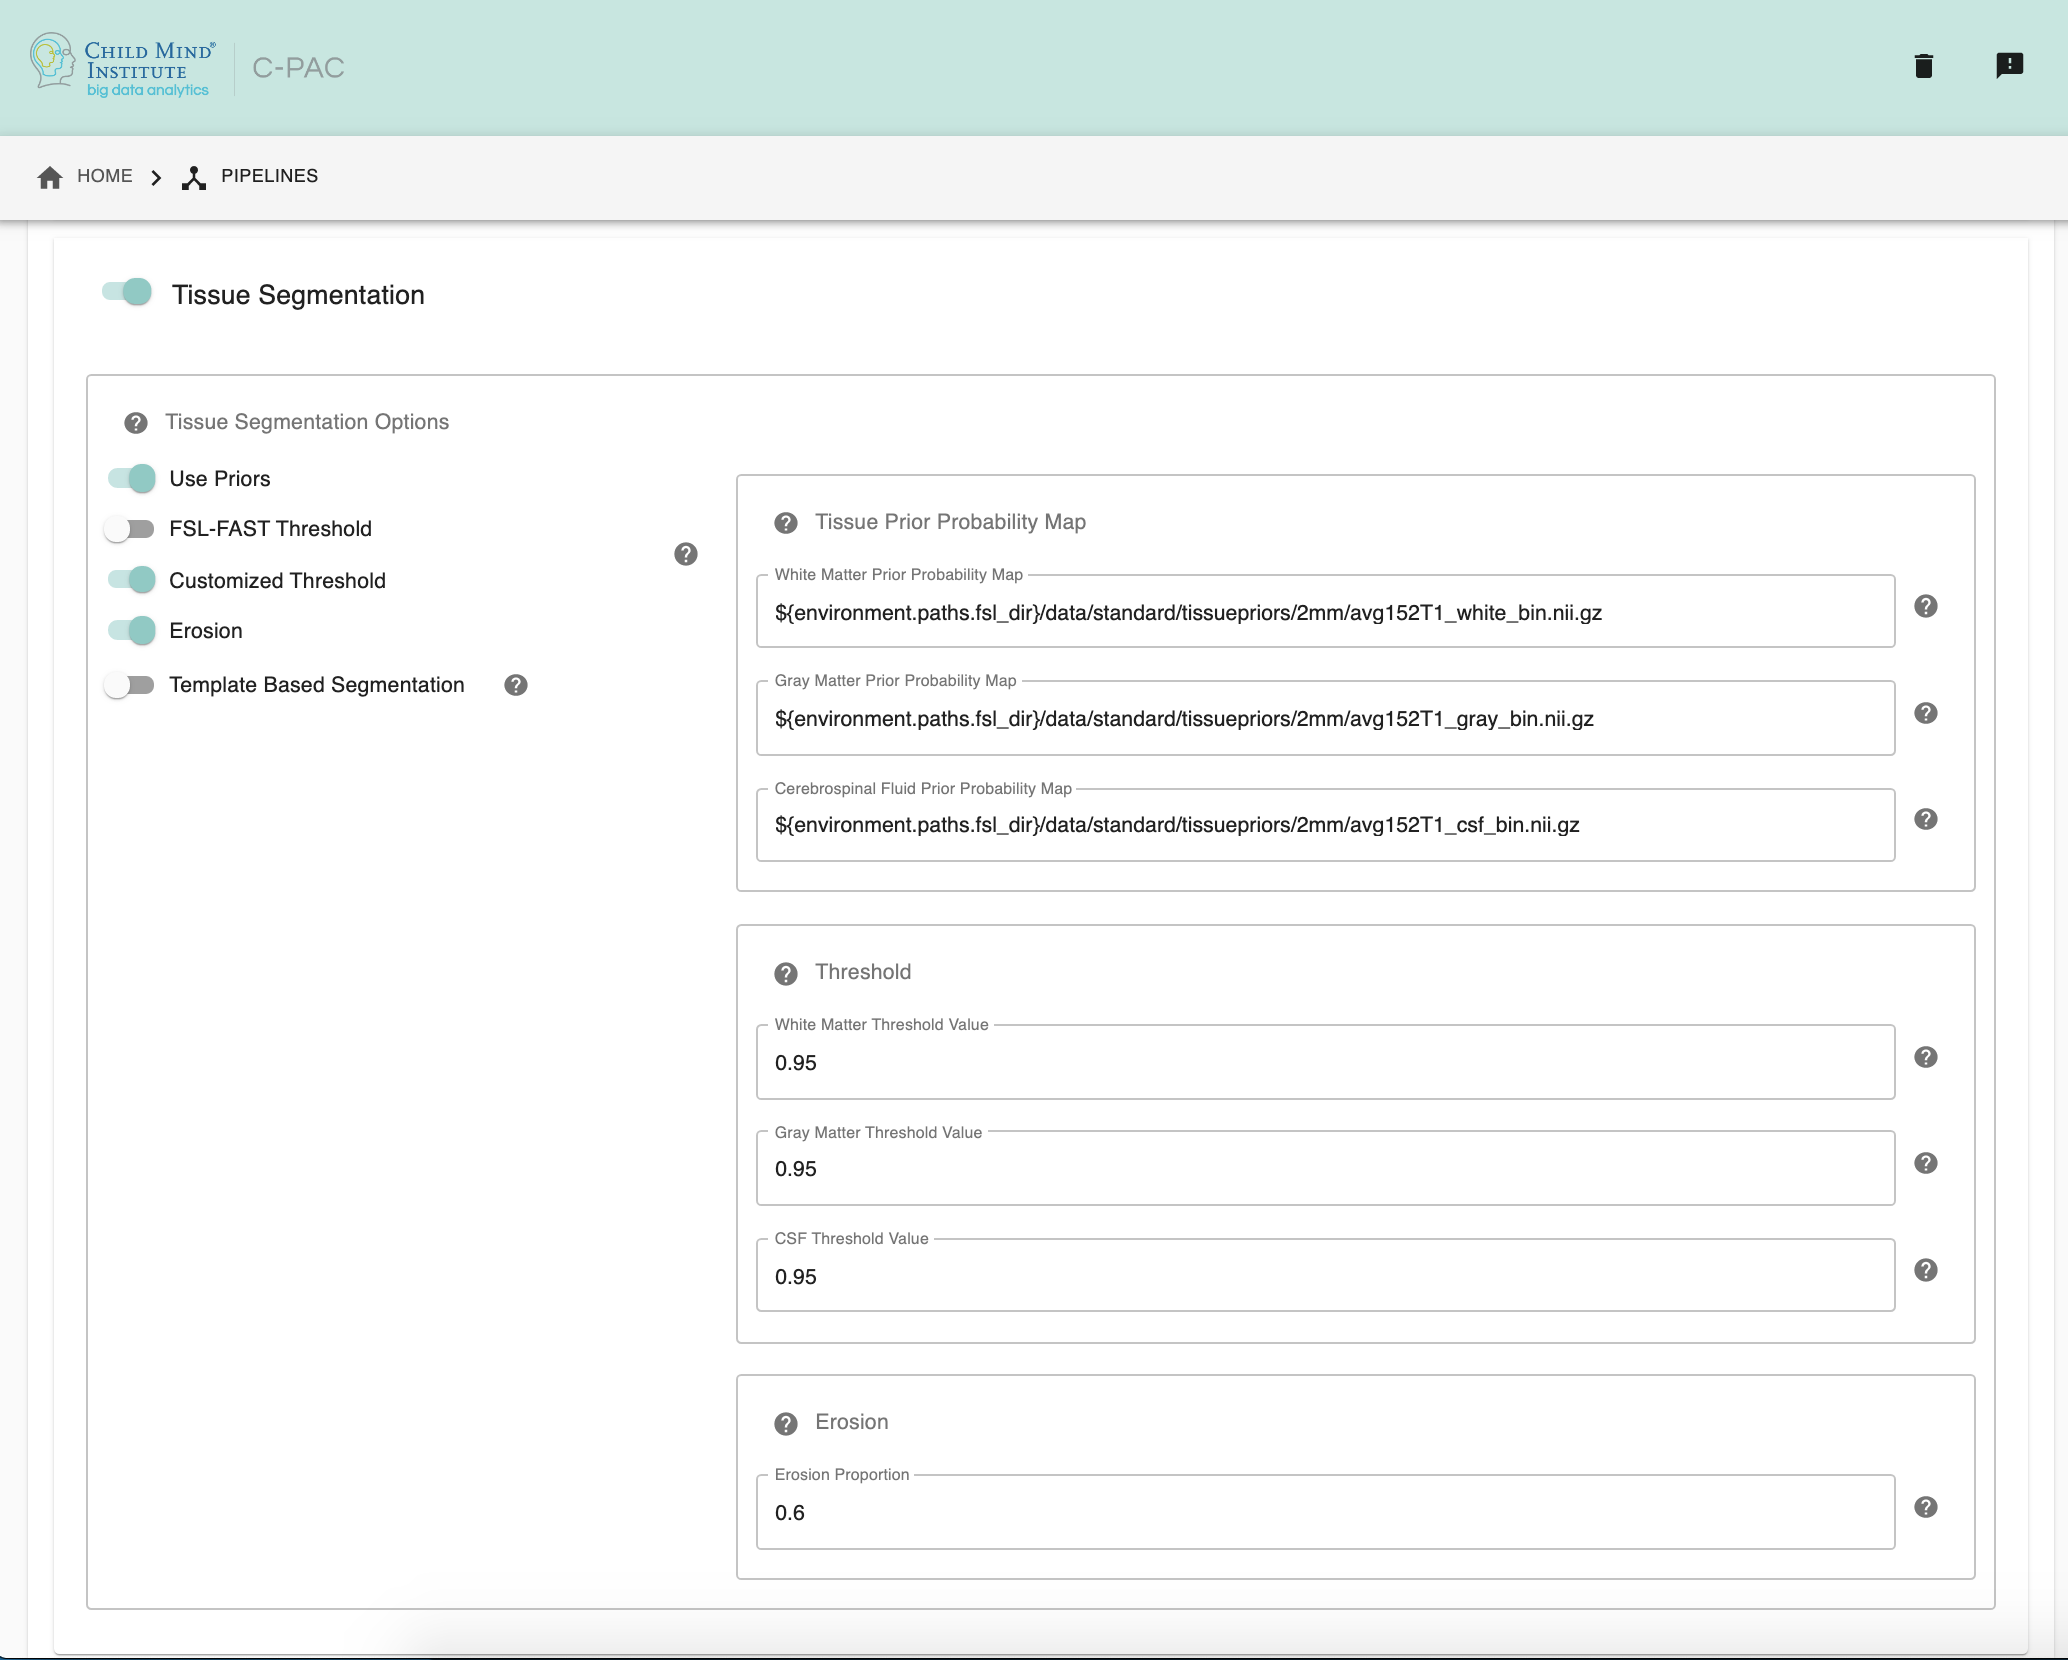 CHILD MIND®
INSTITUTE
big data analytics
C-PAC
HOME
PIPELINES
Tissue Segmentation
Tissue Segmentation Options
Use Priors
FSL-FAST Threshold
Customized Threshold
Erosion
Template Based Segmentation
Tissue Prior Probability Map
White Matter Prior Probability Map
${environment.paths.fsl_dir}/data/standard/tissuepriors/2mm/avg152T1_white_bin.nii.gz
Gray Matter Prior Probability Map
${environment.paths.fsl_dir}/data/standard/tissuepriors/2mm/avg152T1_gray_bin.nii.gz
Cerebrospinal Fluid Prior Probability Map
${environment.paths.fsl_dir}/data/standard/tissuepriors/2mm/avg152T1_csf_bin.nii.gz
Threshold
White Matter Threshold Value
0.95
Gray Matter Threshold Value
0.95
CSF Threshold Value
0.95
Erosion
Erosion Proportion
0.6